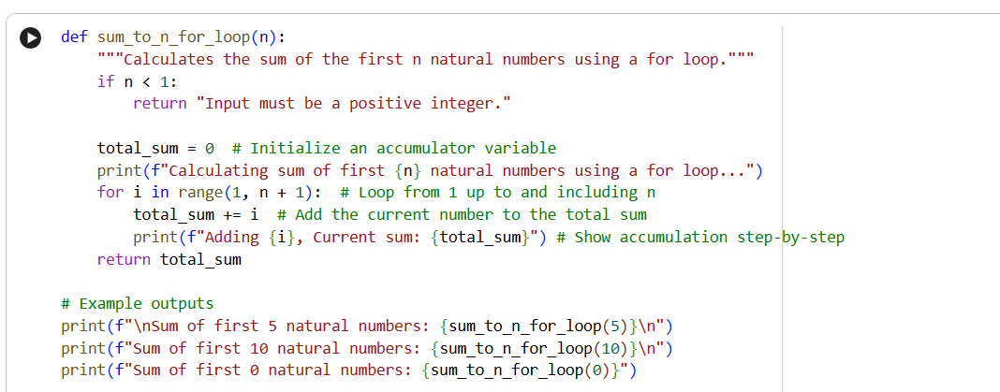 def sum_to_n_for_loop(n):
    """Calculates the sum of the first n natural numbers using a for loop."""
    if n < 1:
        return "Input must be a positive integer."

    total_sum = 0  # Initialize an accumulator variable
    print(f"Calculating sum of first {n} natural numbers using a for loop...")
    for i in range(1, n + 1):  # Loop from 1 up to and including n
        total_sum += i  # Add the current number to the total sum
        print(f"Adding {i}, Current sum: {total_sum}") # Show accumulation step-by-step
    return total_sum

# Example outputs
print(f"\nSum of first 5 natural numbers: {sum_to_n_for_loop(5)}\n")
print(f"Sum of first 10 natural numbers: {sum_to_n_for_loop(10)}\n")
print(f"Sum of first 0 natural numbers: {sum_to_n_for_loop(0)}")